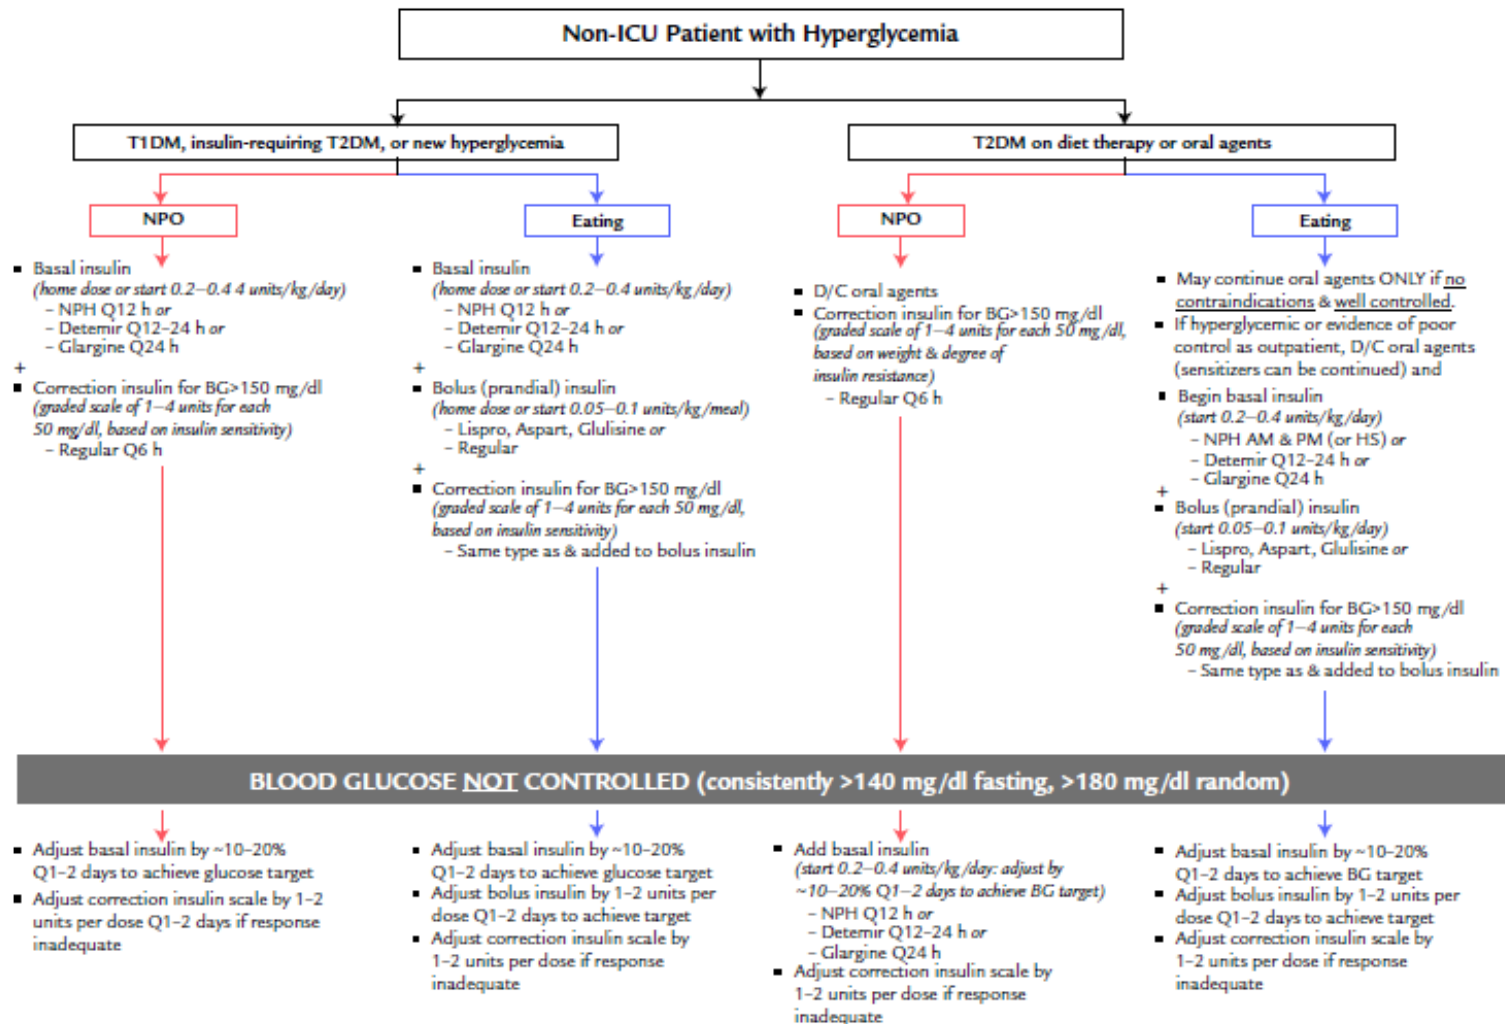 Non-ICU Patient with Hyperglycemia
T1DM, insulin-requiring T2DM, or new hyperglycemia
NPO
▪ Basal insulin
(home dose or start 0.2–0.4 4 units/kg/day)
– NPH Q12 h or
– Detemir Q12–24 h or
– Glargine Q24 h
+
▪ Correction insulin for BG>150 mg/dl
(graded scale of 1–4 units for each
50 mg/dl, based on insulin sensitivity)
– Regular Q6 h
Eating
▪ Basal insulin
(home dose or start 0.2–0.4 units/kg/day)
– NPH Q12 h or
– Detemir Q12–24 h or
– Glargine Q24 h
+
▪ Bolus (prandial) insulin
(home dose or start 0.05–0.1 units/kg/meal)
– Lispro, Aspart, Glulisine or
– Regular
+
▪ Correction insulin for BG>150 mg/dl
(graded scale of 1–4 units for each 50 mg/dl,
based on insulin sensitivity)
– Same type as & added to bolus insulin
T2DM on diet therapy or oral agents
NPO
▪ D/C oral agents
▪ Correction insulin for BG>150 mg/dl
(graded scale of 1–4 units for each 50 mg/dl,
based on weight & degree of
insulin resistance)
– Regular Q6 h
Eating
▪ May continue oral agents ONLY if no
contraindications & well controlled.
▪ If hyperglycemic or evidence of poor
control as outpatient, D/C oral agents
(sensitizers can be continued) and
▪ Begin basal insulin
(start 0.2–0.4 units/kg/day)
– NPH AM & PM (or HS) or
– Detemir Q12–24 h or
– Glargine Q24 h
+
▪ Bolus (prandial) insulin
(start 0.05–0.1 units/kg/day)
– Lispro, Aspart, Glulisine or
– Regular
+
▪ Correction insulin for BG>150 mg/dl
(graded scale of 1–4 units for each
50 mg/dl, based on insulin sensitivity)
– Same type as & added to bolus insulin
BLOOD GLUCOSE NOT CONTROLLED (consistently >140 mg/dl fasting, >180 mg/dl random)
▪ Adjust basal insulin by ~10–20%
Q1–2 days to achieve glucose target
▪ Adjust correction insulin scale by 1–2
units per dose Q1–2 days if response
inadequate
▪ Adjust basal insulin by ~10–20%
Q1–2 days to achieve glucose target
▪ Adjust bolus insulin by 1–2 units per
dose Q1–2 days to achieve target
▪ Adjust correction insulin scale by
1–2 units per dose if response
inadequate
▪ Add basal insulin
(start 0.2–0.4 units/kg/day: adjust by
~10–20% Q1–2 days to achieve BG target)
– NPH Q12 h or
– Detemir Q12–24 h or
– Glargine Q24 h
▪ Adjust correction insulin scale by
1–2 units per dose if response
inadequate
▪ Adjust basal insulin by ~10–20%
Q1–2 days to achieve BG target
▪ Adjust bolus insulin by 1–2 units per
dose Q1–2 days to achieve target
▪ Adjust correction insulin scale by
1–2 units per dose if response
inadequate